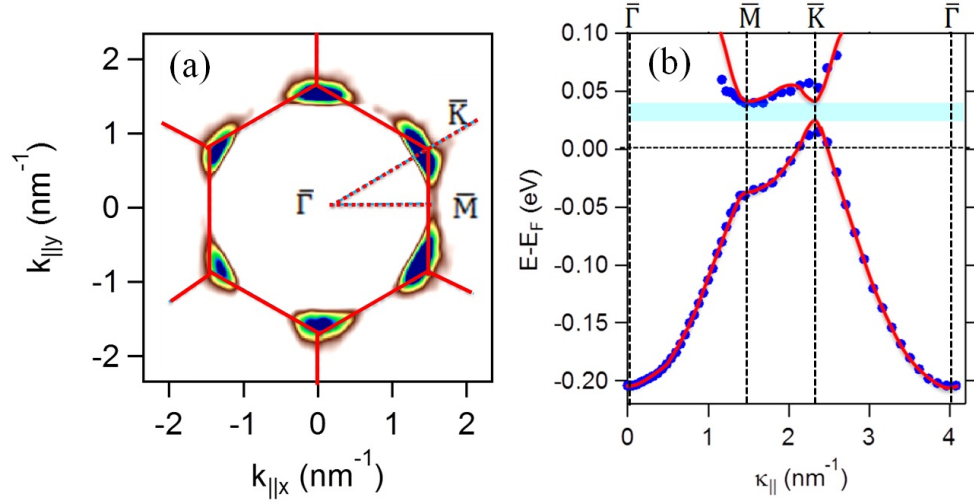 (a)
2
1
0
-1
-2
k||y (nm⁻¹)
K̄
Γ̄
M̄
-2 -1 0 1 2
k||x (nm⁻¹)
Γ̄ M̄ K̄ Γ̄
(b)
0.10
0.05
0.00
-0.05
-0.10
-0.15
-0.20
E-EF (eV)
0 1 2 3 4
κ|| (nm⁻¹)